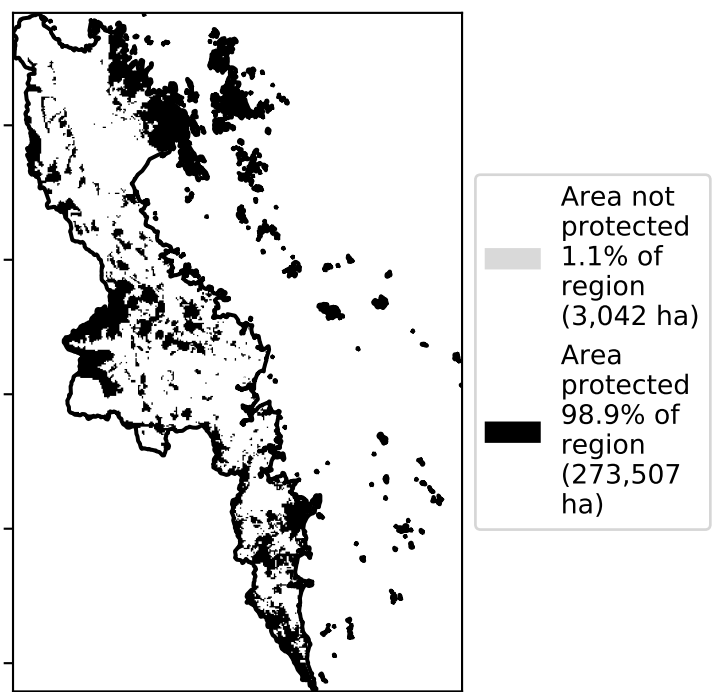 Area not
protected
1.1% of
region
(3,042 ha)
Area
protected
98.9% of
region
(273,507
ha)